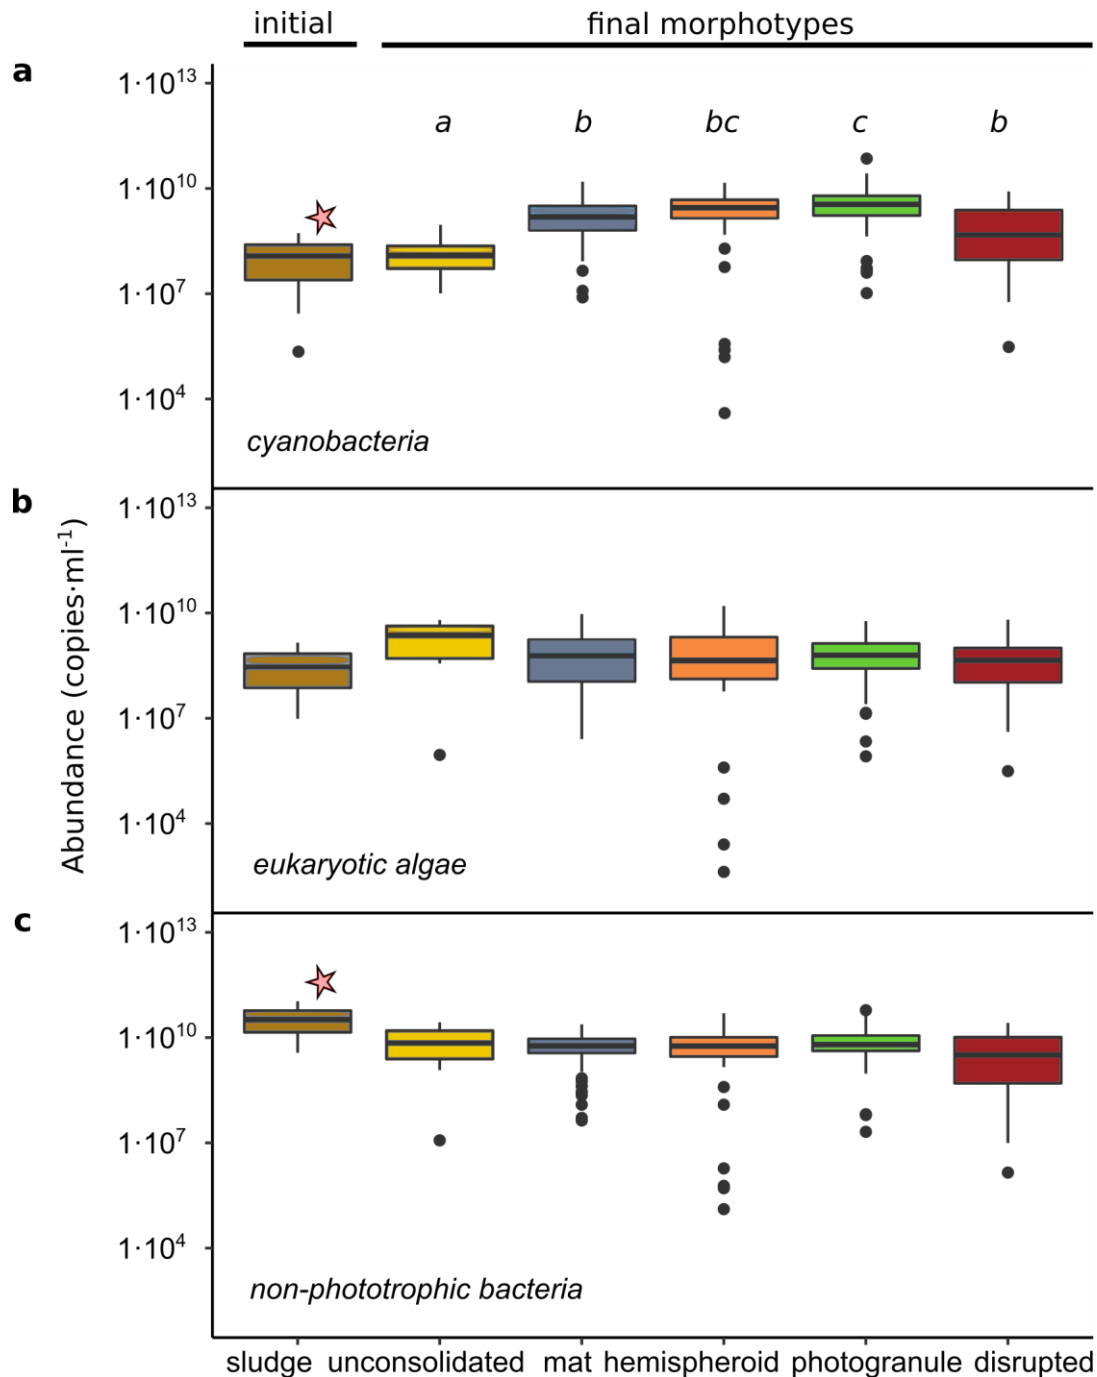 initial final morphotypes
a
1·10¹³
a b bc c b
1·10¹⁰
1·10⁷
1·10⁴
cyanobacteria
b
1·10¹³
1·10¹⁰
1·10⁷
1·10⁴
eukaryotic algae
Abundance (copies·ml⁻¹)
c
1·10¹³
1·10¹⁰
1·10⁷
1·10⁴
non-phototrophic bacteria
sludge unconsolidated mat hemispheroid photogranule disrupted